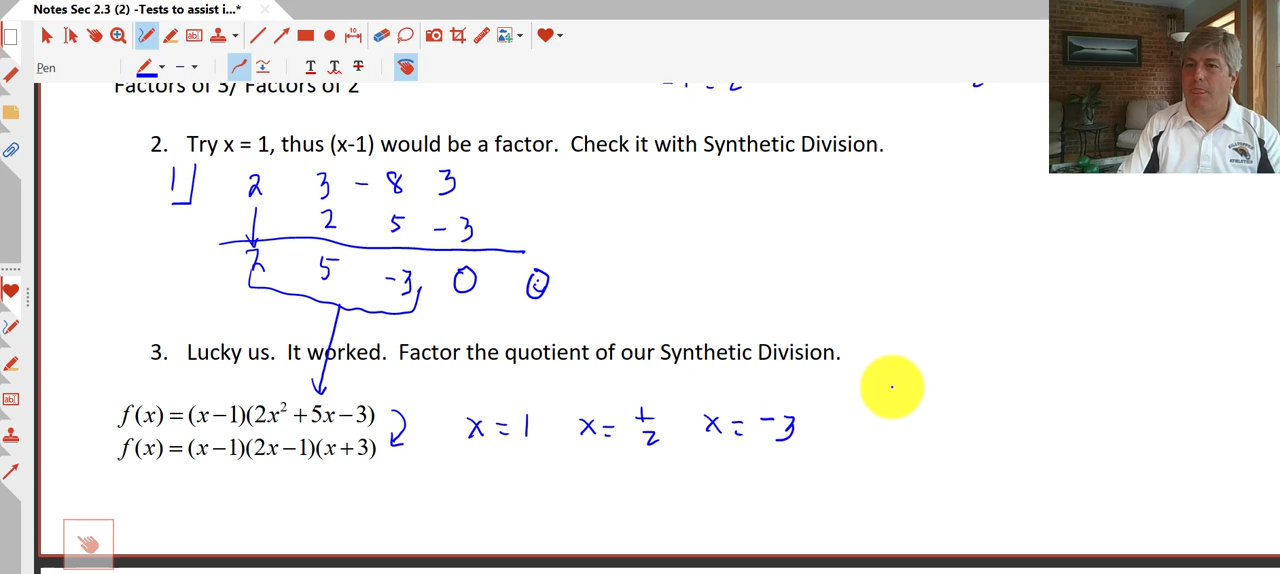 Notes Sec 2.3 (2) -Tests to assist i...*
Pen
Factors of 3/ Factors of 2
2. Try x = 1, thus (x-1) would be a factor. Check it with Synthetic Division.
1 2 3 -8 3
2 5 -3
2 5 -3 0
3. Lucky us. It worked. Factor the quotient of our Synthetic Division.
f(x) = (x−1)(2x² + 5x − 3)
f(x) = (x−1)(2x−1)(x+3)
x = 1 x = 1/2 x = -3